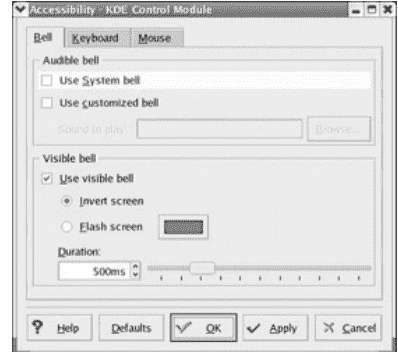 Accessibility - KDE Control Module
Bell Keyboard Mouse
Audible bell
Use System bell
Use customized bell
Sound to play: Browse...
Visible bell
Use visible bell
Invert screen
Flash screen
Duration:
500ms
Help Defaults OK Apply Cancel